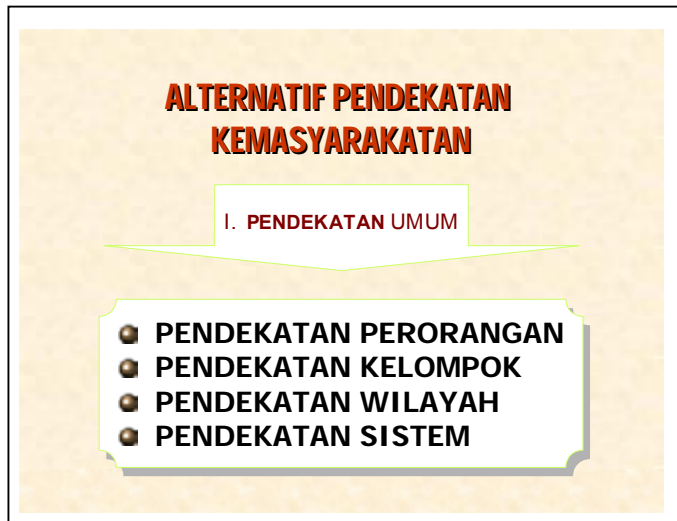 ALTERNATIF PENDEKATAN
KEMASYARAKATAN
I. PENDEKATAN UMUM
PENDEKATAN PERORANGAN
PENDEKATAN KELOMPOK
PENDEKATAN WILAYAH
PENDEKATAN SISTEM